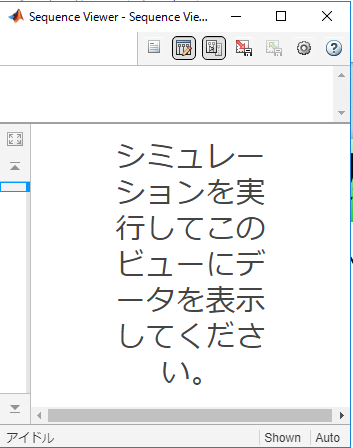 Sequence Viewer - Sequence Vie...
シミュレー
ションを実
行してこの
ビューにデ
ータを表示
してくださ
い。
アイドル
Shown
Auto